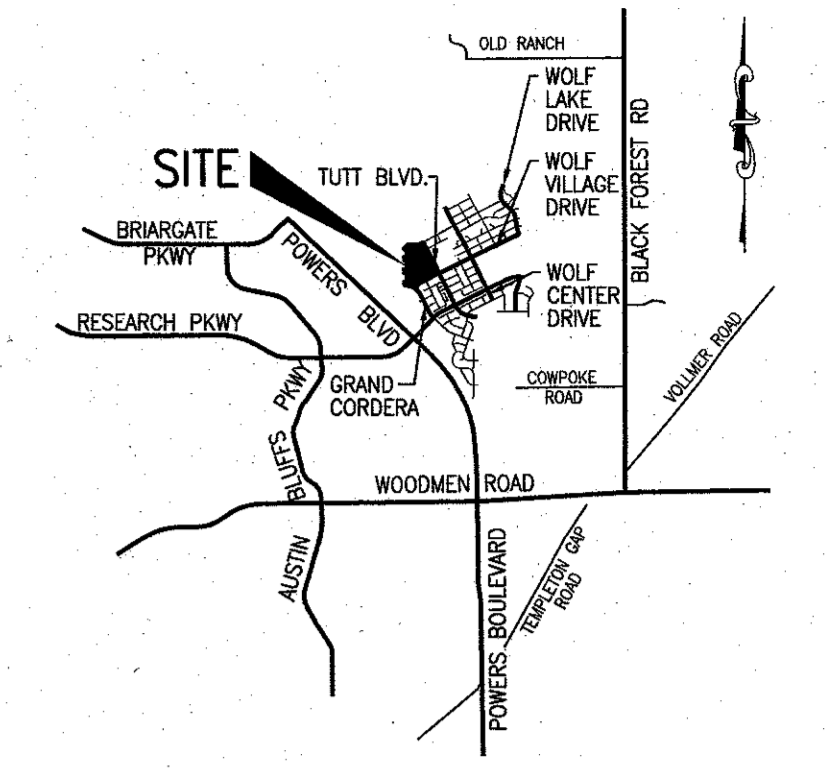 OLD RANCH
WOLF
LAKE
DRIVE
BLACK FOREST RD
SITE
TUTT BLVD.
WOLF
VILLAGE
DRIVE
BRIARGATE
PKWY
POWERS BLVD
WOLF
CENTER
DRIVE
RESEARCH PKWY
VOLLMER ROAD
GRAND
CORDERA
COWPOKE
ROAD
AUSTIN BLUFFS PKWY
WOODMEN ROAD
POWERS BOULEVARD
TEMPLETON GAP
ROAD